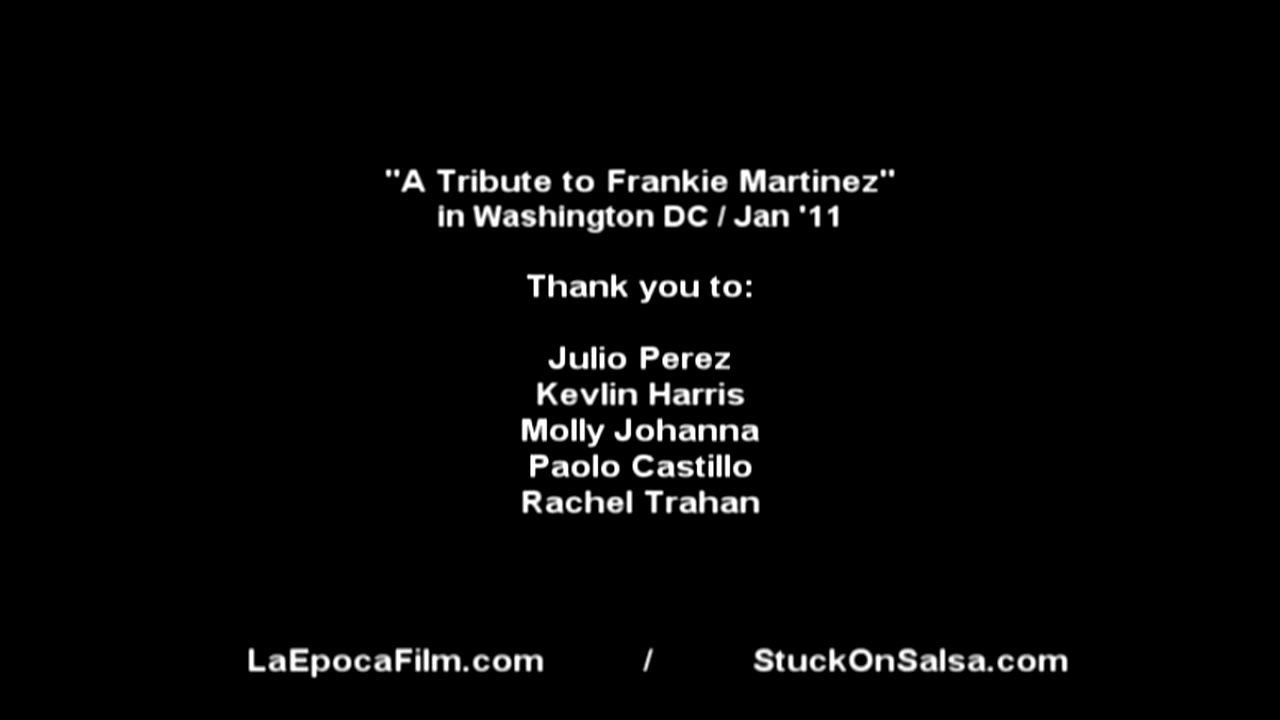 "A Tribute to Frankie Martinez"
in Washington DC / Jan '11
Thank you to:
Julio Perez
Kevlin Harris
Molly Johanna
Paolo Castillo
Rachel Trahan
LaEpocaFilm.com / StuckOnSalsa.com